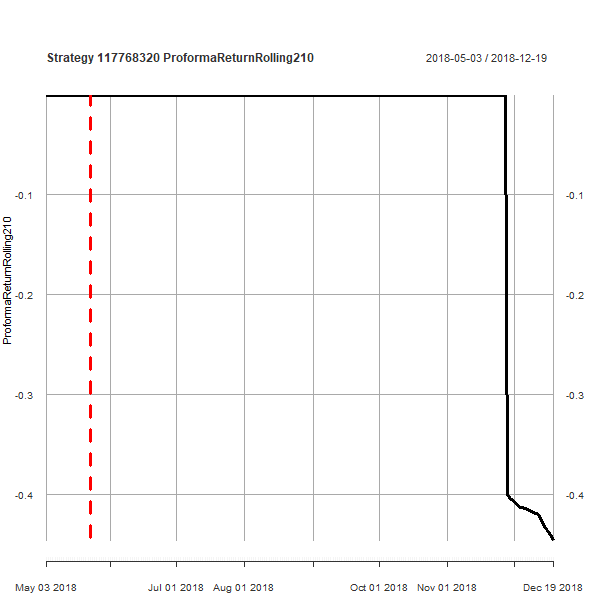 Strategy 117768320 ProformaReturnRolling210
2018-05-03 / 2018-12-19
ProformaReturnRolling210
-0.1
-0.1
-0.2
-0.2
-0.3
-0.3
-0.4
-0.4
May 03 2018
Jul 01 2018
Aug 01 2018
Oct 01 2018
Nov 01 2018
Dec 19 2018